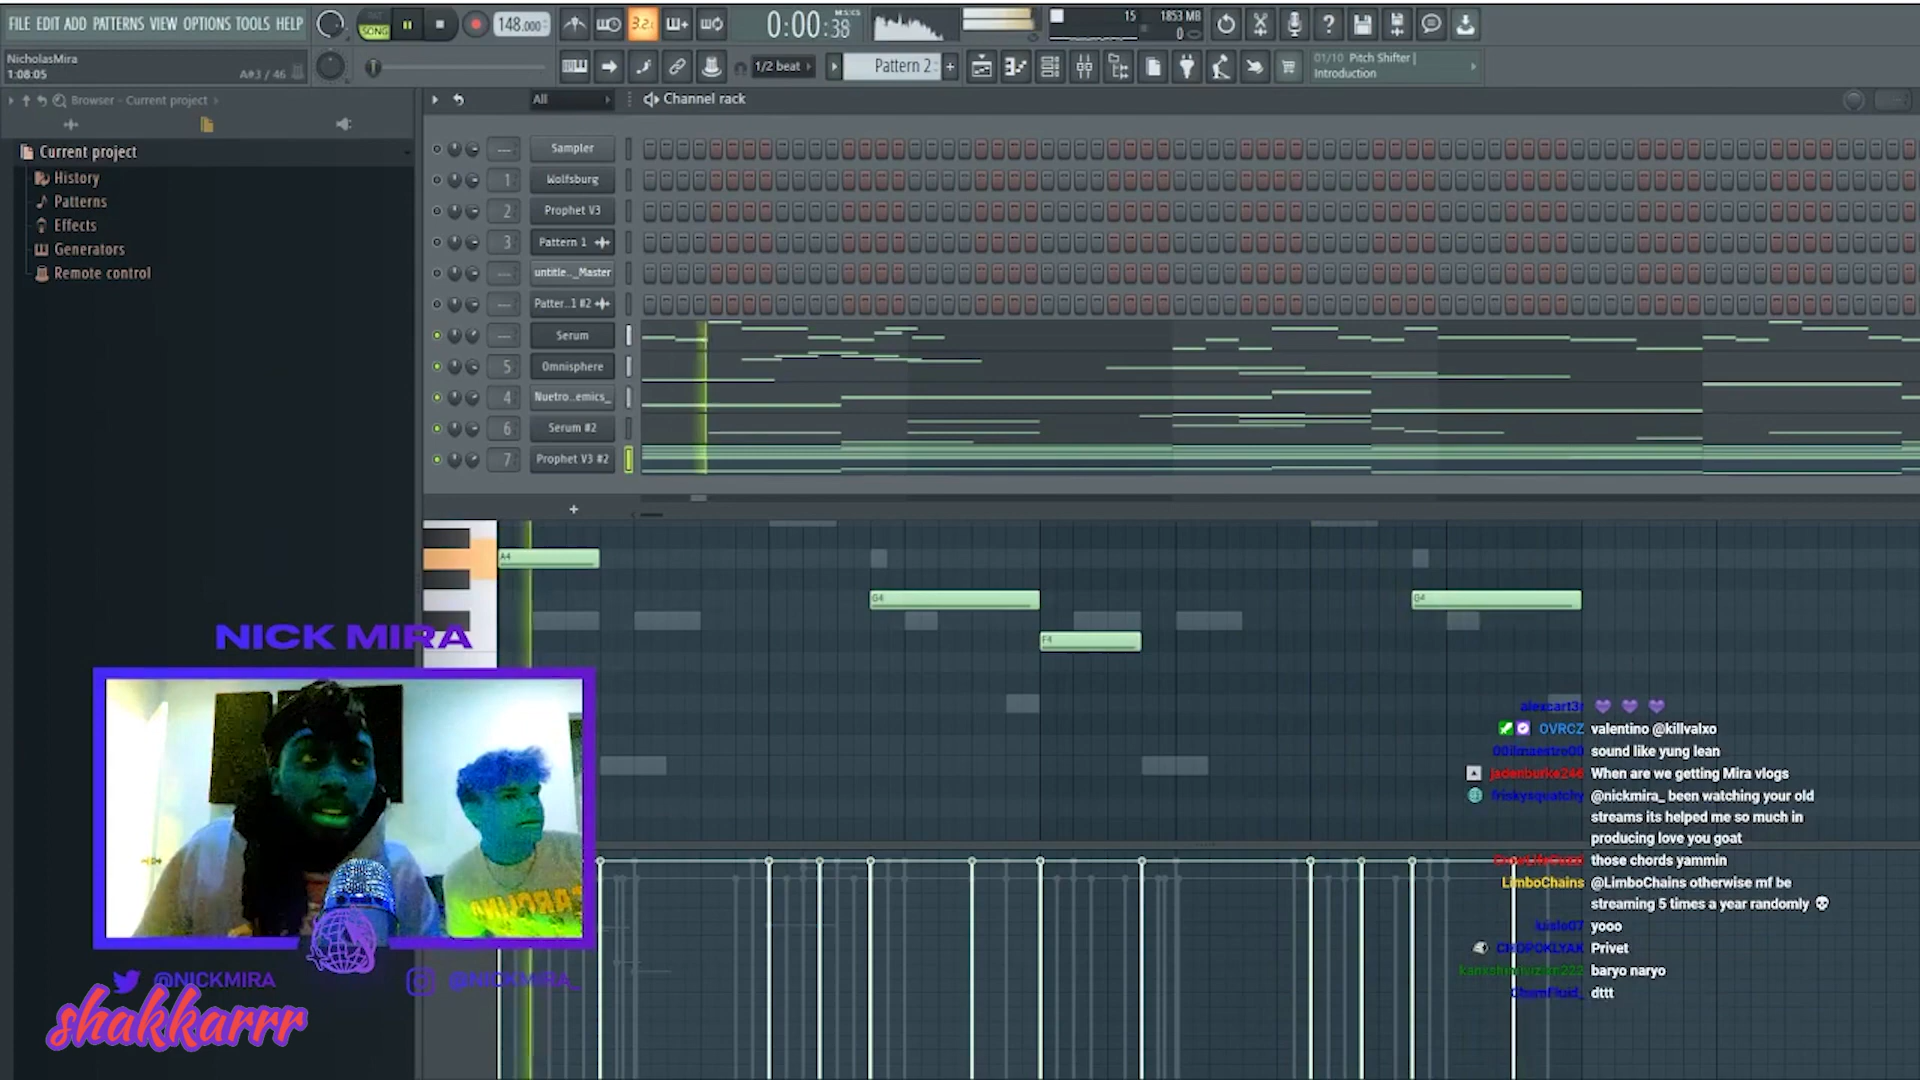 FILE EDIT ADD PATTERNS VIEW OPTIONS TOOLS HELP
SONG
3.2.
148.000
0:00:38
M:S:CS
15
1853 MB
0
NicholasMira
1:08:05
A#3 / 46
1/2 beat
Pattern 2
+
01/10 Pitch Shifter |
Introduction
Browser - Current project
All
Channel rack
Current project
History
Patterns
Effects
Generators
Remote control
--- Sampler
1 Wolfsburg
2 Prophet V3
3 Pattern 1
--- untitle.._Master
--- Patter..1 #2
--- Serum
5 Omnisphere
4 Nuetro..emics_
6 Serum #2
7 Prophet V3 #2
+
A4
G4
G4
F4
NICK MIRA
@NICKMIRA
@NICKMIRA_
shakkarrr
alexcart3r
OVRCZ valentino @killvalxo
00ilmaestro00 sound like yung lean
jadenburke246 When are we getting Mira vlogs
friskysquatchy @nickmira_ been watching your old
streams its helped me so much in
producing love you goat
those chords yammin
LimboChains @LimboChains otherwise mf be
streaming 5 times a year randomly
luislo07 yooo
CHOPOKLYAK Privet
baryo naryo
dttt